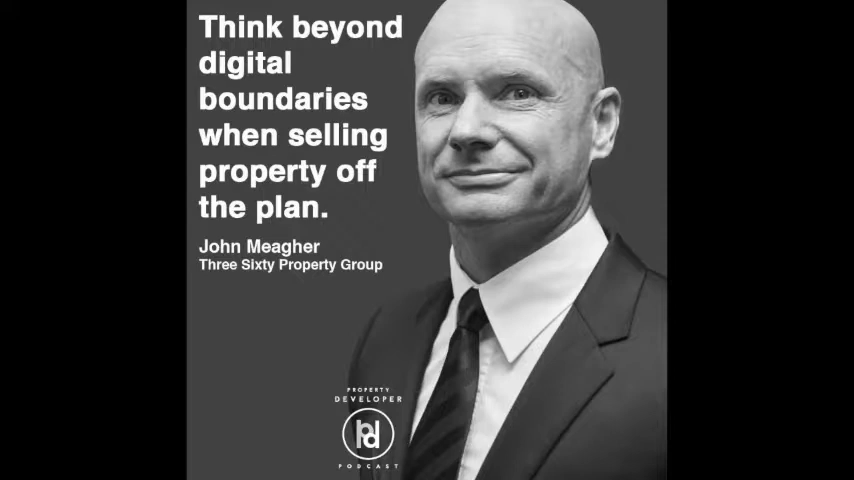 Think beyond
digital
boundaries
when selling
property off
the plan.
John Meagher
Three Sixty Property Group
PROPERTY
DEVELOPER
pd
PODCAST